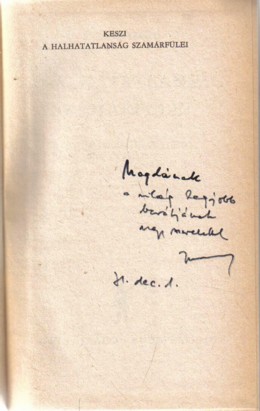 KESZI
A HALHATATLANSÁG SZAMÁRFÜLEI
Magdának
a világ legjobb
barátjának
nagy szeretettel
71. dec. 1.